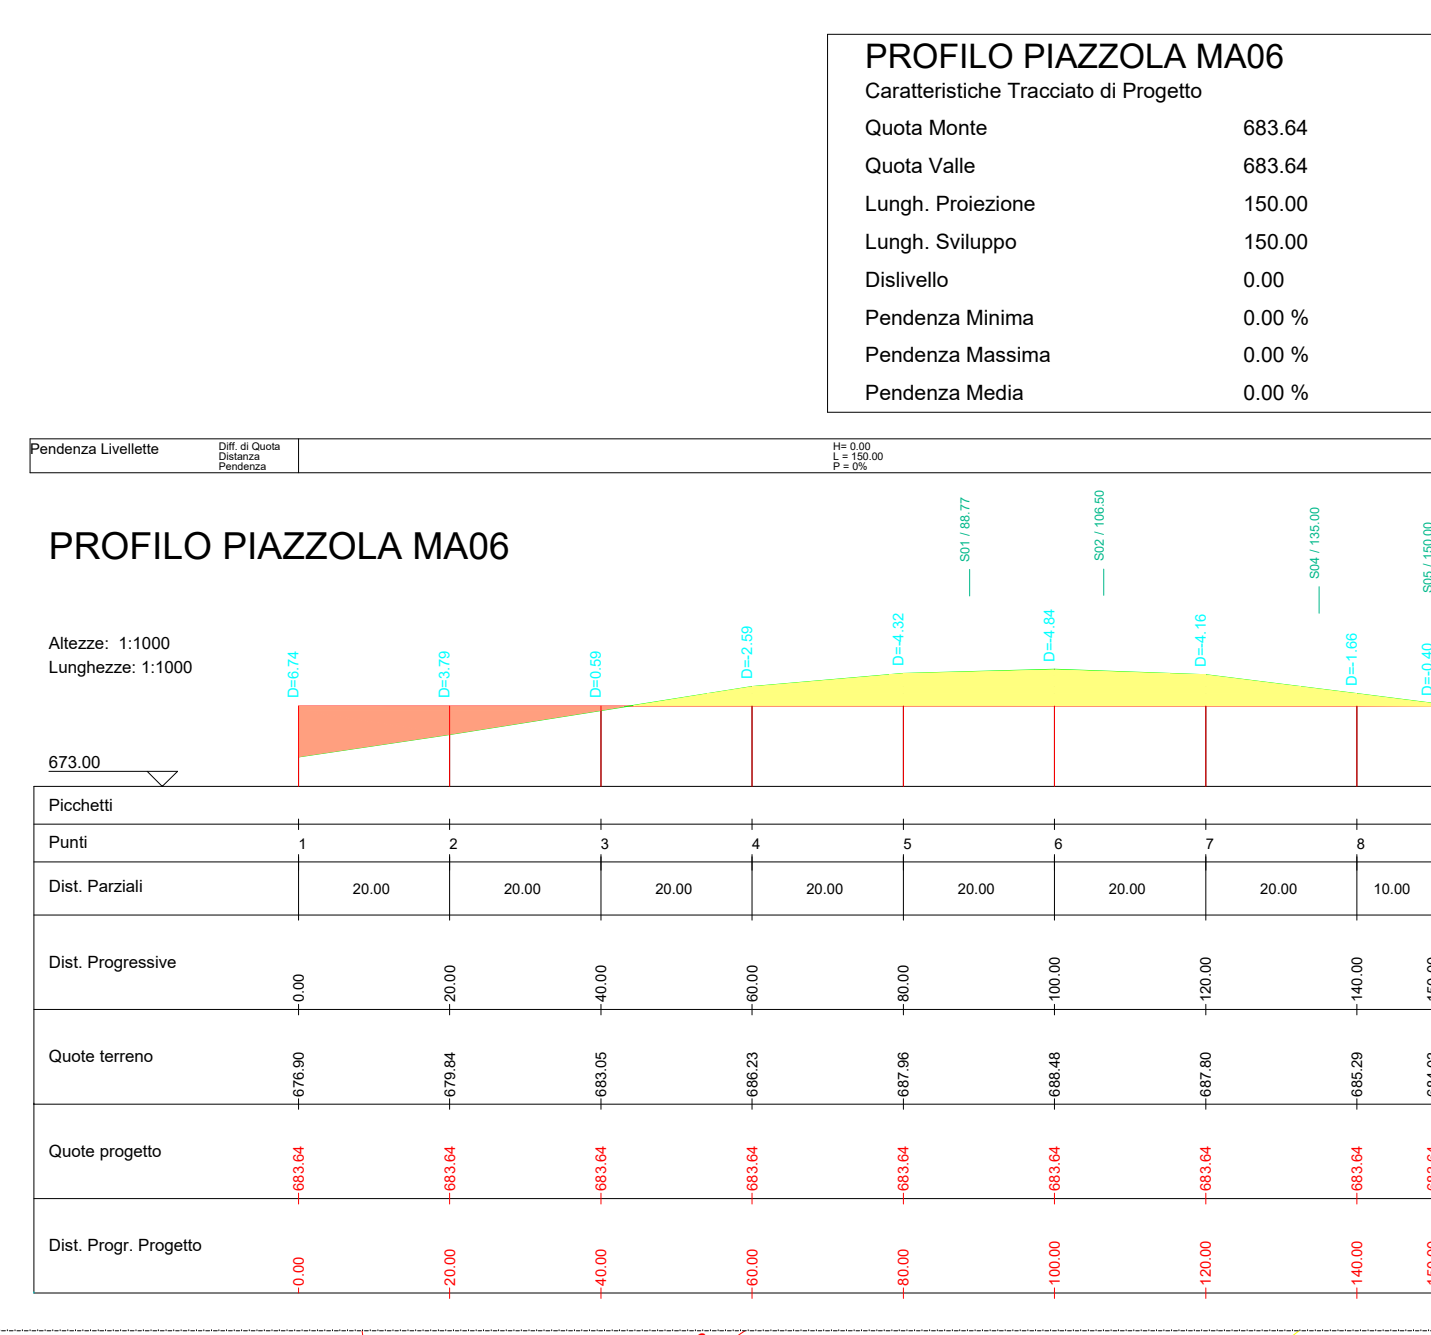 PROFILO PIAZZOLA MA06
Caratteristiche Tracciato di Progetto
Quota Monte 683.64
Quota Valle 683.64
Lungh. Proiezione 150.00
Lungh. Sviluppo 150.00
Dislivello 0.00
Pendenza Minima 0.00 %
Pendenza Massima 0.00 %
Pendenza Media 0.00 %
Pendenza Livellette
Diff. di Quota
Distanza
Pendenza
H= 0.00
L = 150.00
P = 0%
PROFILO PIAZZOLA MA06
S01 / 88.77
S02 / 106.50
S04 / 135.00
S05 / 150.00
Altezze: 1:1000
Lunghezze: 1:1000
D=6.74
D=3.79
D=0.59
D=-2.59
D=-4.32
D=-4.84
D=-4.16
D=-1.66
D=-0.40
673.00
Picchetti
Punti 1 2 3 4 5 6 7 8
Dist. Parziali 20.00 20.00 20.00 20.00 20.00 20.00 20.00 10.00
Dist. Progressive 0.00 20.00 40.00 60.00 80.00 100.00 120.00 140.00
Quote terreno 676.90 679.84 683.05 686.23 687.96 688.48 687.80 685.29
Quote progetto 683.64 683.64 683.64 683.64 683.64 683.64 683.64 683.64
Dist. Progr. Progetto 0.00 20.00 40.00 60.00 80.00 100.00 120.00 140.00